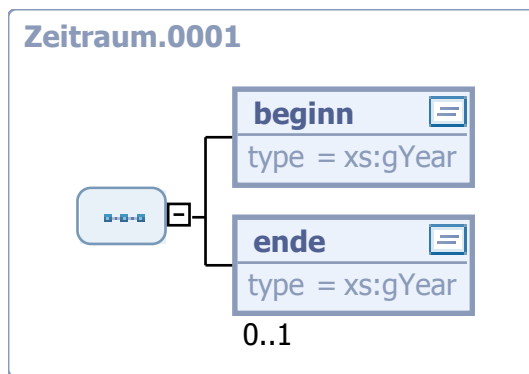 Zeitraum.0001
beginn
type = xs:gYear
ende
type = xs:gYear
0..1